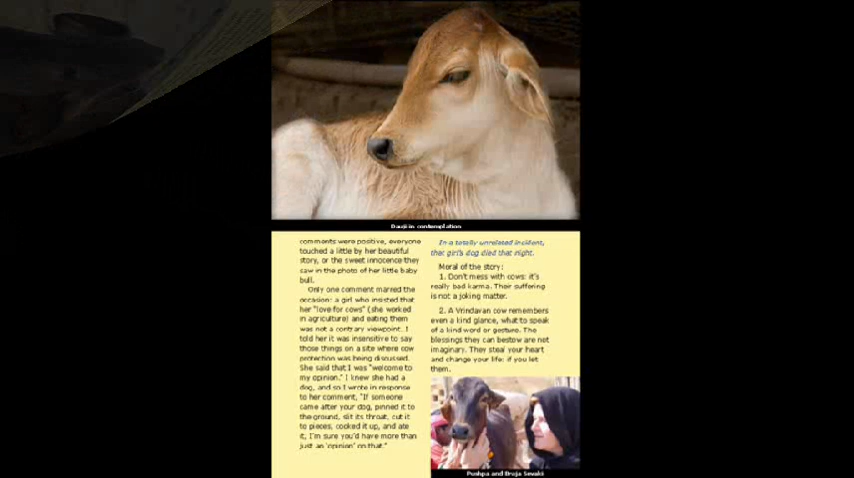 Dauji in contemplation
comments were positive, everyone
touched a little by her beautiful
story, or the sweet innocence they
saw in the photo of her little baby
bull.
Only one comment marred the
occasion: a girl who insisted that
her "love for cows" (she worked
in agriculture) and eating them
was not a contrary viewpoint. I
told her it was insensitive to say
those things on a site where cow
protection was being discussed.
She said that I was "welcome to
my opinion." I knew she had a
dog, and so I wrote in response
to her comment, "If someone
came after your dog, pinned it to
the ground, slit its throat, cut it
to pieces, cooked it up, and ate
it, I'm sure you'd have more than
just an 'opinion' on that."
In a totally unrelated incident,
that girl's dog died that night.
Moral of the story:
1. Don't mess with cows: it's
really bad karma. Their suffering
is not a joking matter.
2. A Vrindavan cow remembers
even a kind glance, what to speak
of a kind word or gesture. The
blessings they can bestow are not
imaginary. They steal your heart
and change your life: if you let
them.
Pushpa and Braja Sevaki